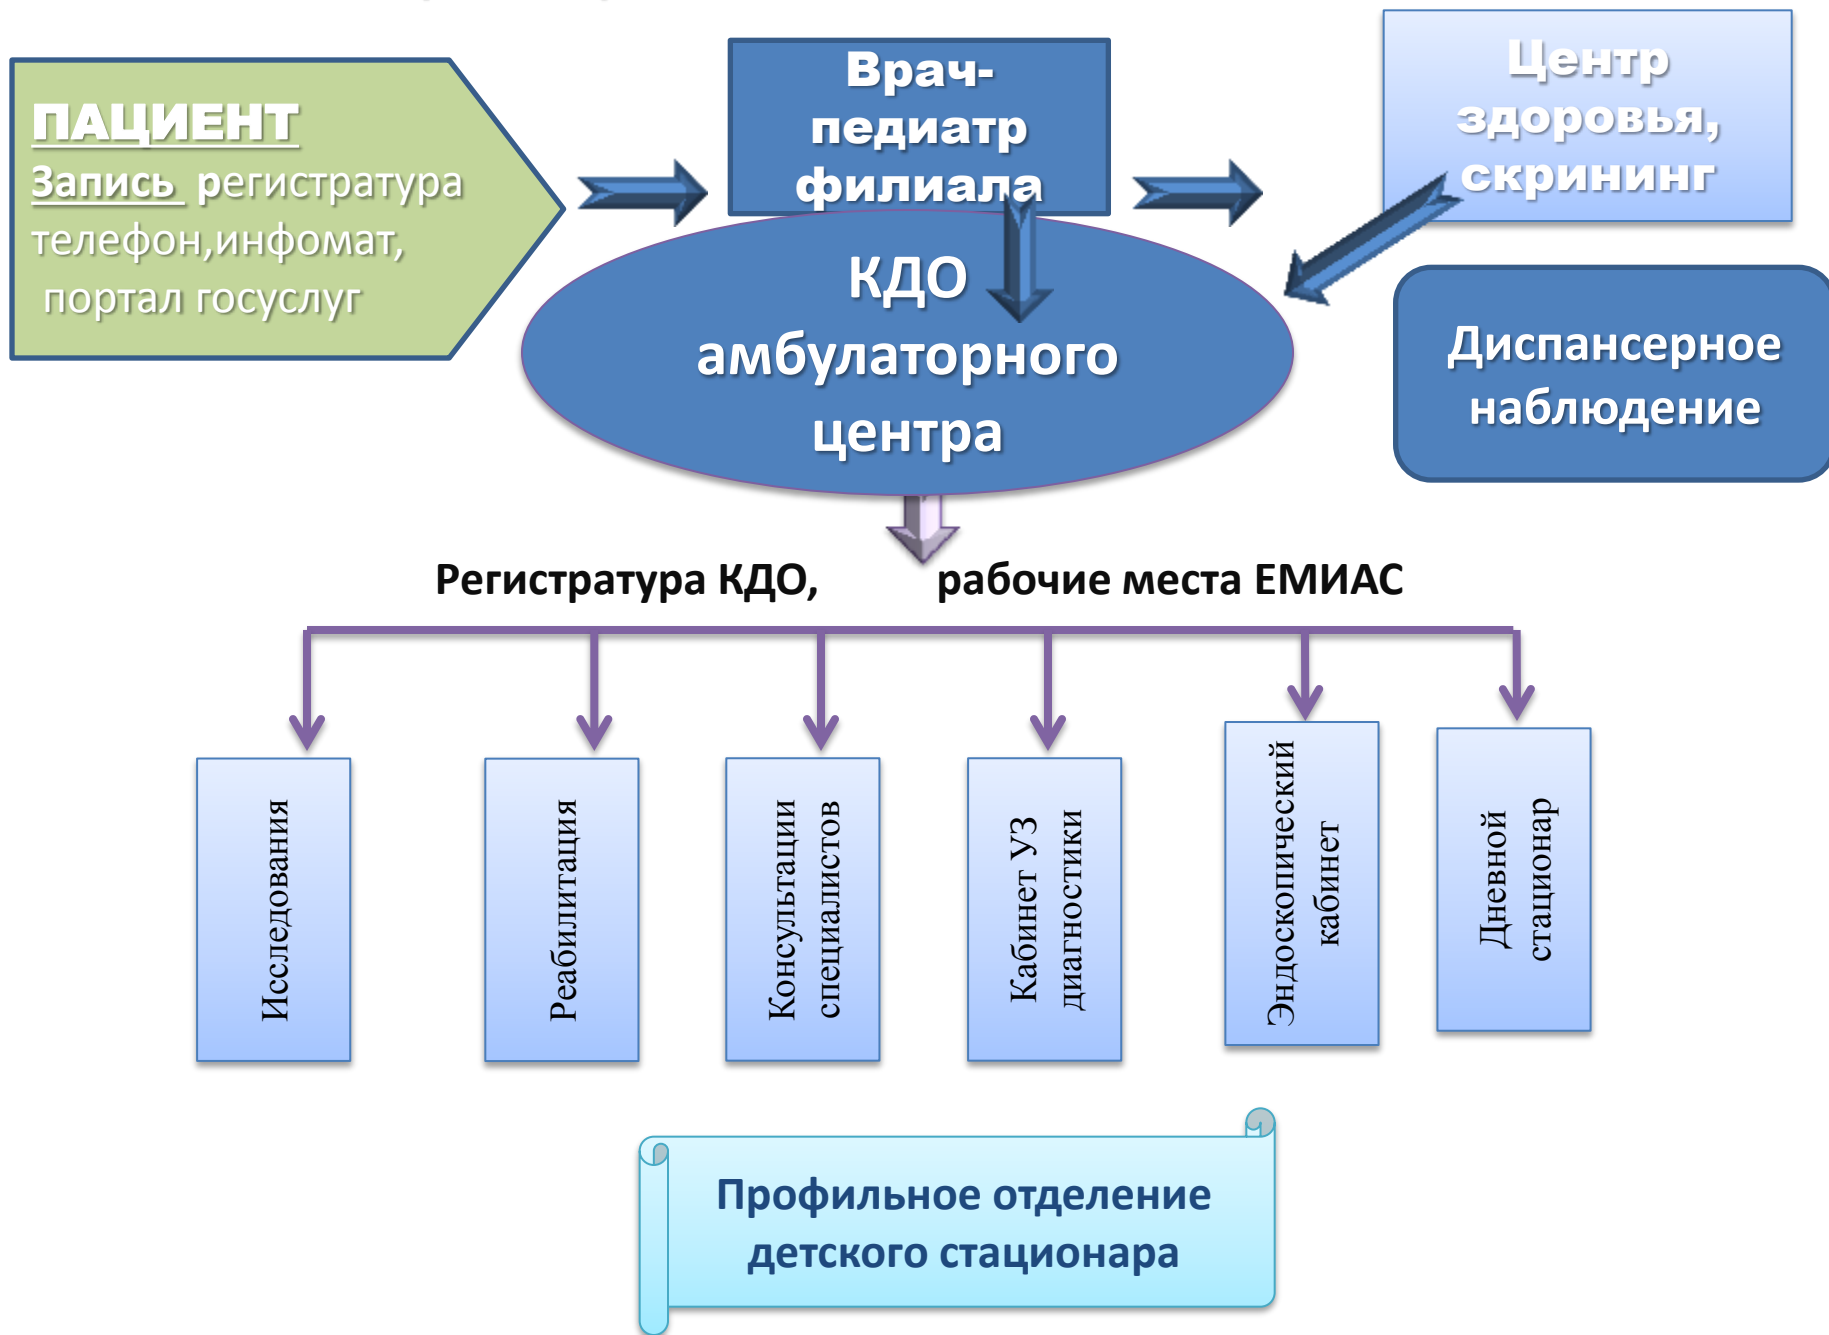 ПАЦИЕНТ
Запись регистратура
телефон,инфомат,
портал госуслуг
Врач-
педиатр
филиала
Центр
здоровья,
скрининг
КДО
амбулаторного
центра
Диспансерное
наблюдение
Регистратура КДО, рабочие места ЕМИАС
Исследования
Реабилитация
Консультации
специалистов
Кабинет УЗ
диагностики
Эндоскопический
кабинет
Дневной
стационар
Профильное отделение
детского стационара